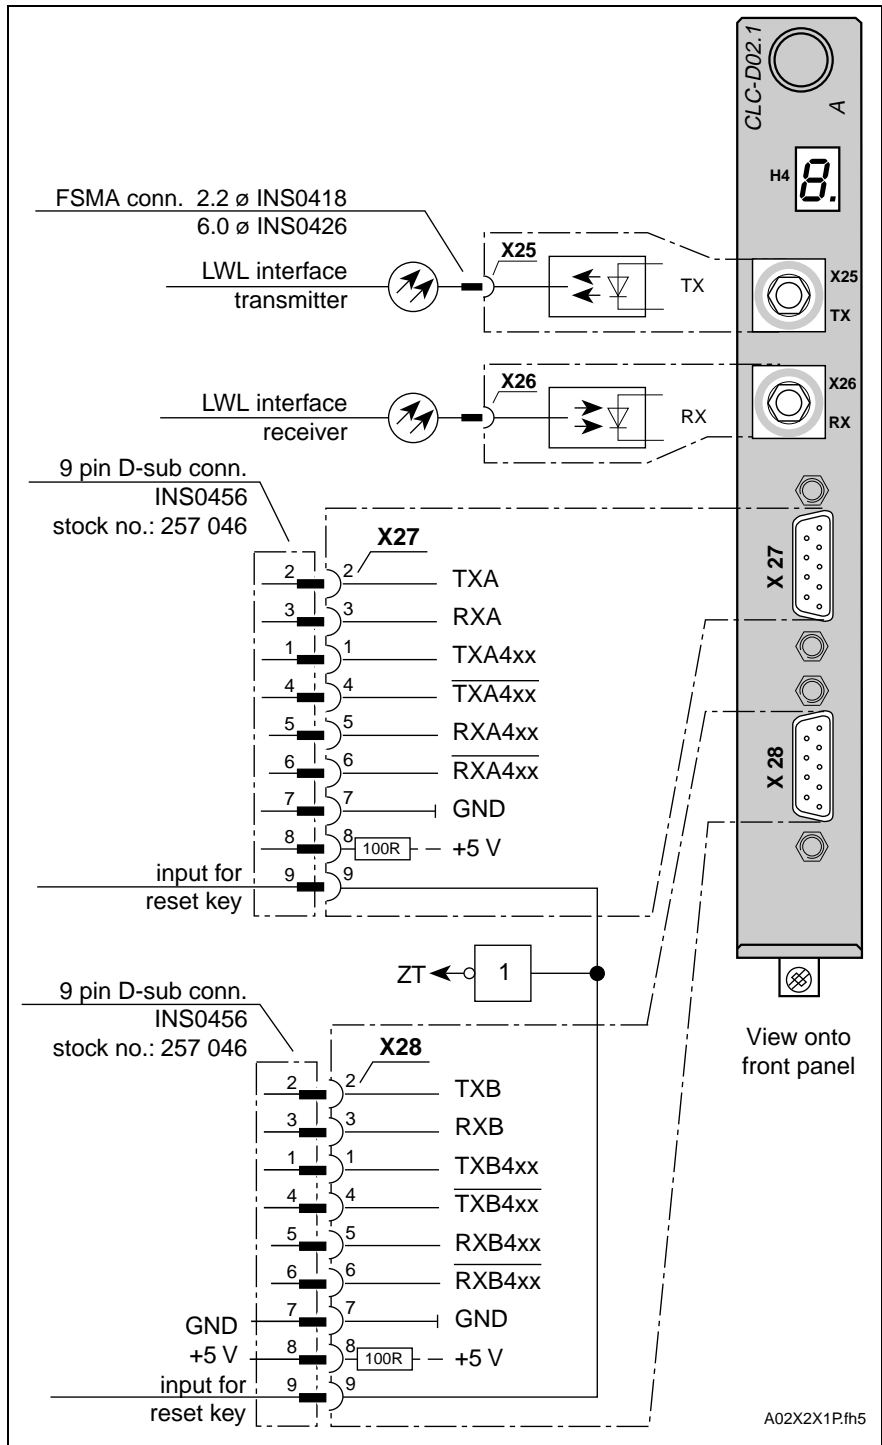 CLC-D02.1
A
H4
8.
FSMA conn. 2.2 ø INS0418
6.0 ø INS0426
LWL interface
transmitter
X25
TX
X25
TX
LWL interface
receiver
X26
RX
X26
RX
9 pin D-sub conn.
INS0456
stock no.: 257 046
X27
X 27
2 2 TXA
3 3 RXA
1 1 TXA4xx
4 4 T̅X̅A̅4̅x̅x̅
5 5 RXA4xx
6 6 R̅X̅A̅4̅x̅x̅
7 7 GND
8 8 100R +5 V
input for
reset key
9 9
X 28
ZT 1
9 pin D-sub conn.
INS0456
stock no.: 257 046
X28
View onto
front panel
2 2 TXB
3 3 RXB
1 1 TXB4xx
4 4 T̅X̅B̅4̅x̅x̅
5 5 RXB4xx
6 6 R̅X̅B̅4̅x̅x̅
GND 7 7 GND
+5 V 8 8 100R +5 V
input for
reset key
9 9
A02X2X1P.fh5